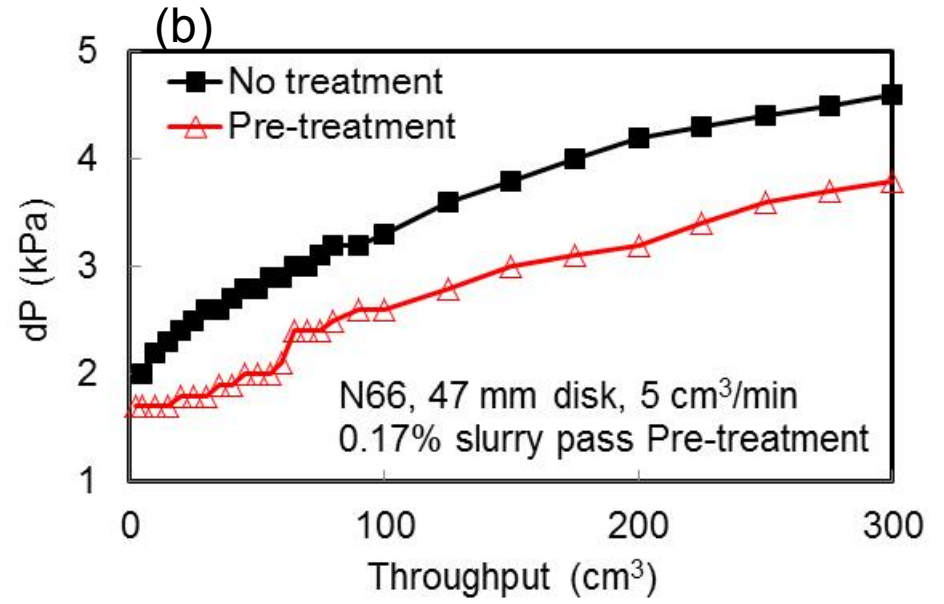 (b)
5
4
3
2
1
dP (kPa)
No treatment
Pre-treatment
N66, 47 mm disk, 5 cm³/min
0.17% slurry pass Pre-treatment
0 100 200 300
Throughput (cm³)